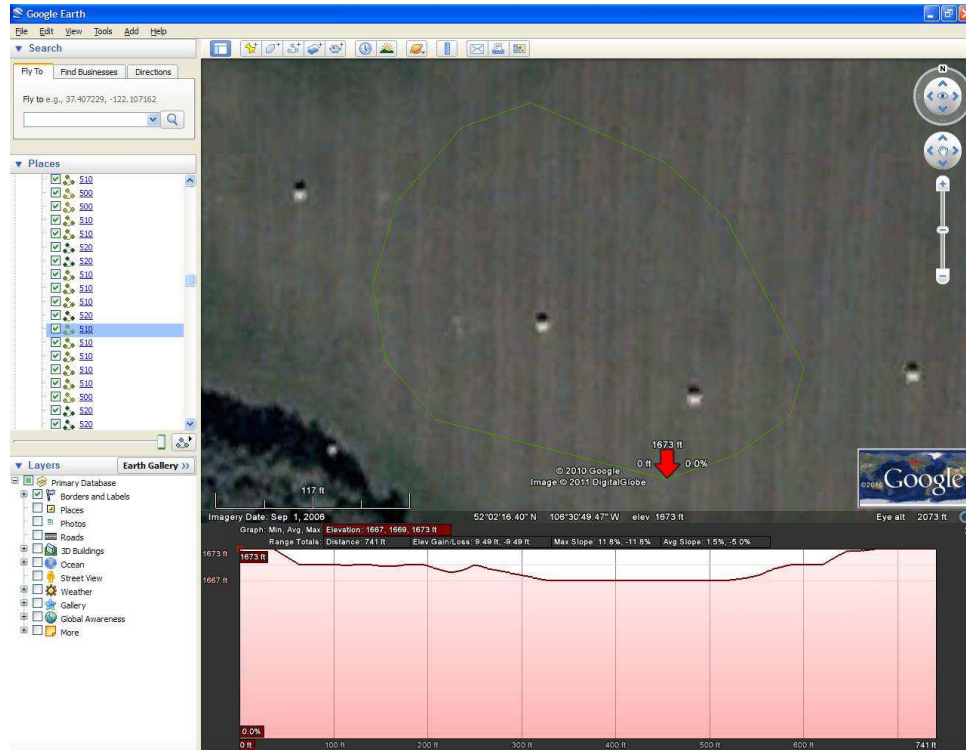 Google Earth
File Edit View Tools Add Help
Search
Fly To Find Businesses Directions
Fly to e.g., 37.407229, -122.107162
Places
510
500
500
510
510
520
520
510
510
510
520
510
510
510
510
510
500
520
520
Layers Earth Gallery >>
Primary Database
Borders and Labels
Places
Photos
Roads
3D Buildings
Ocean
Street View
Weather
Gallery
Global Awareness
More
N
1673 ft
0 ft 0.0%
© 2010 Google
Image © 2011 DigitalGlobe
117 ft
©2010 Google
Imagery Date: Sep 1, 2006 52°02'16.40" N 106°30'49.47" W elev 1673 ft Eye alt 2073 ft
Graph: Min, Avg, Max Elevation: 1667, 1669, 1673 ft
Range Totals: Distance: 741 ft Elev Gain/Loss: 9.49 ft, -9.49 ft Max Slope: 11.8%, -11.8% Avg Slope: 1.5%, -5.0%
1673 ft 1673 ft
1667 ft
0.0%
0 ft 100 ft 200 ft 300 ft 400 ft 500 ft 600 ft 741 ft